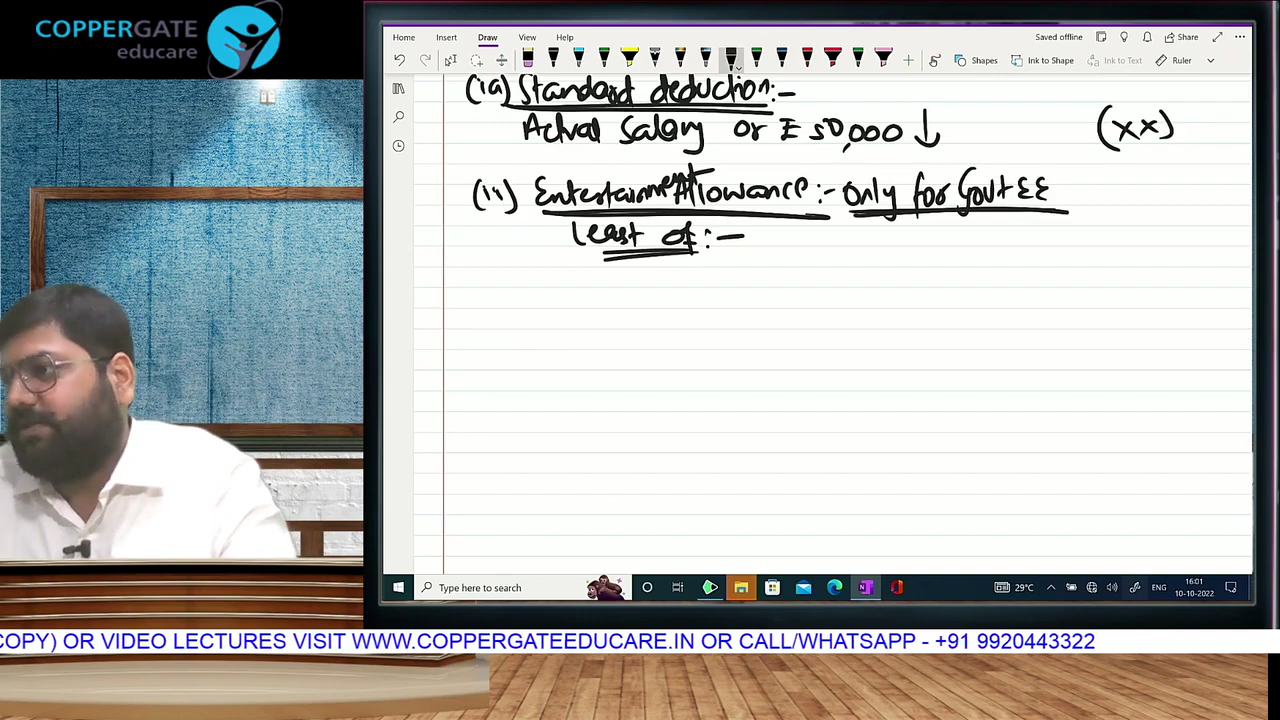 COPPERGATE
educare
Home Insert Draw View Help
Saved offline
Share
Shapes
Ink to Shape
Ink to Text
Ruler
(ia) Standard deduction:-
Actual Salary or ₹ 50,000 ↓ (xx)
(ii) Entertainment Allowance :- Only for Govt EE
Least of :-
Type here to search
29°C
ENG
16:01
10-10-2022
COPY) OR VIDEO LECTURES VISIT WWW.COPPERGATEEDUCARE.IN OR CALL/WHATSAPP - +91 9920443322